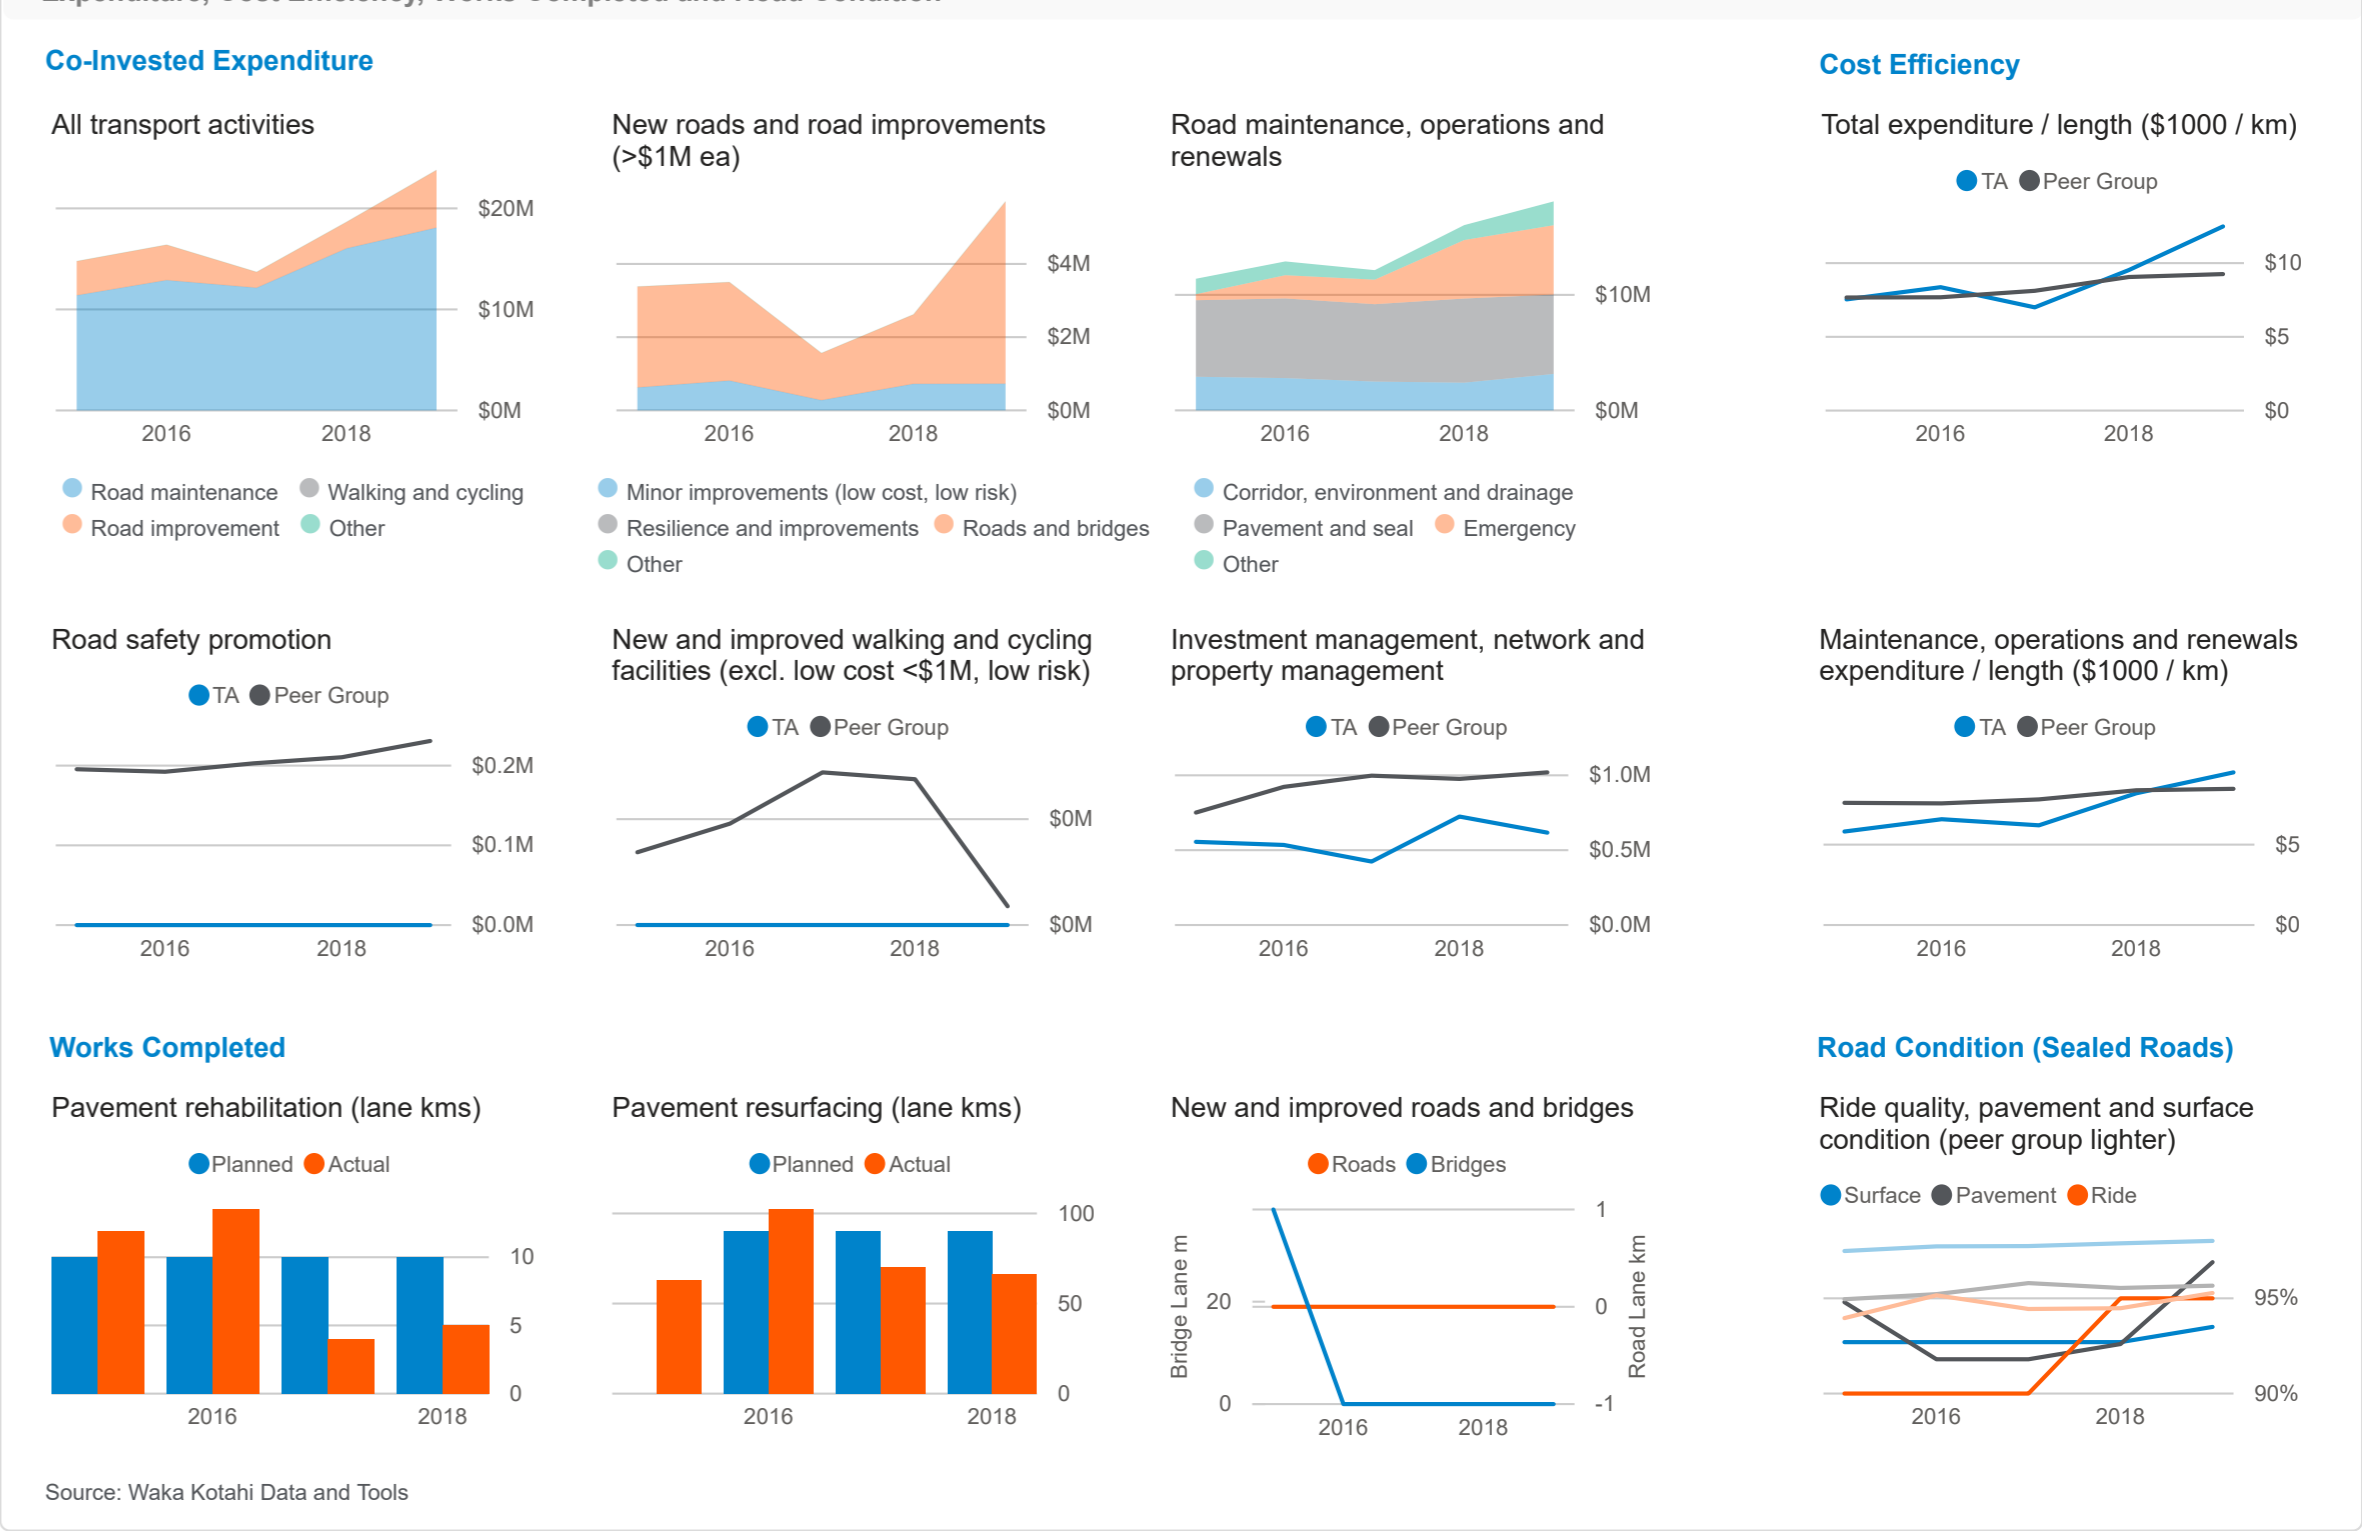 Expenditure, Cost Efficiency, Works Completed and Road Condition
Co-Invested Expenditure
Cost Efficiency
All transport activities
$20M
$10M
$0M
2016 2018
Road maintenance Walking and cycling
Road improvement Other
New roads and road improvements
(>$1M ea)
$4M
$2M
$0M
2016 2018
Minor improvements (low cost, low risk)
Resilience and improvements Roads and bridges
Other
Road maintenance, operations and
renewals
$10M
$0M
2016 2018
Corridor, environment and drainage
Pavement and seal Emergency
Other
Total expenditure / length ($1000 / km)
TA Peer Group
$10
$5
$0
2016 2018
Road safety promotion
TA Peer Group
$0.2M
$0.1M
$0.0M
2016 2018
New and improved walking and cycling
facilities (excl. low cost <$1M, low risk)
TA Peer Group
$0M
$0M
2016 2018
Investment management, network and
property management
TA Peer Group
$1.0M
$0.5M
$0.0M
2016 2018
Maintenance, operations and renewals
expenditure / length ($1000 / km)
TA Peer Group
$5
$0
2016 2018
Works Completed
Road Condition (Sealed Roads)
Pavement rehabilitation (lane kms)
Planned Actual
10
5
0
2016 2018
Pavement resurfacing (lane kms)
Planned Actual
100
50
0
2016 2018
New and improved roads and bridges
Roads Bridges
Bridge Lane m
20
0
1
0
-1
Road Lane km
2016 2018
Ride quality, pavement and surface
condition (peer group lighter)
Surface Pavement Ride
95%
90%
2016 2018
Source: Waka Kotahi Data and Tools